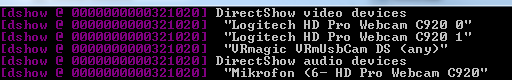 [dshow @ 0000000000321020] DirectShow video devices
[dshow @ 0000000000321020]  "Logitech HD Pro Webcam C920 0"
[dshow @ 0000000000321020]  "Logitech HD Pro Webcam C920 1"
[dshow @ 0000000000321020]  "VRmagic VRmUsbCam DS (any)"
[dshow @ 0000000000321020] DirectShow audio devices
[dshow @ 0000000000321020]  "Mikrofon (6- HD Pro Webcam C920"